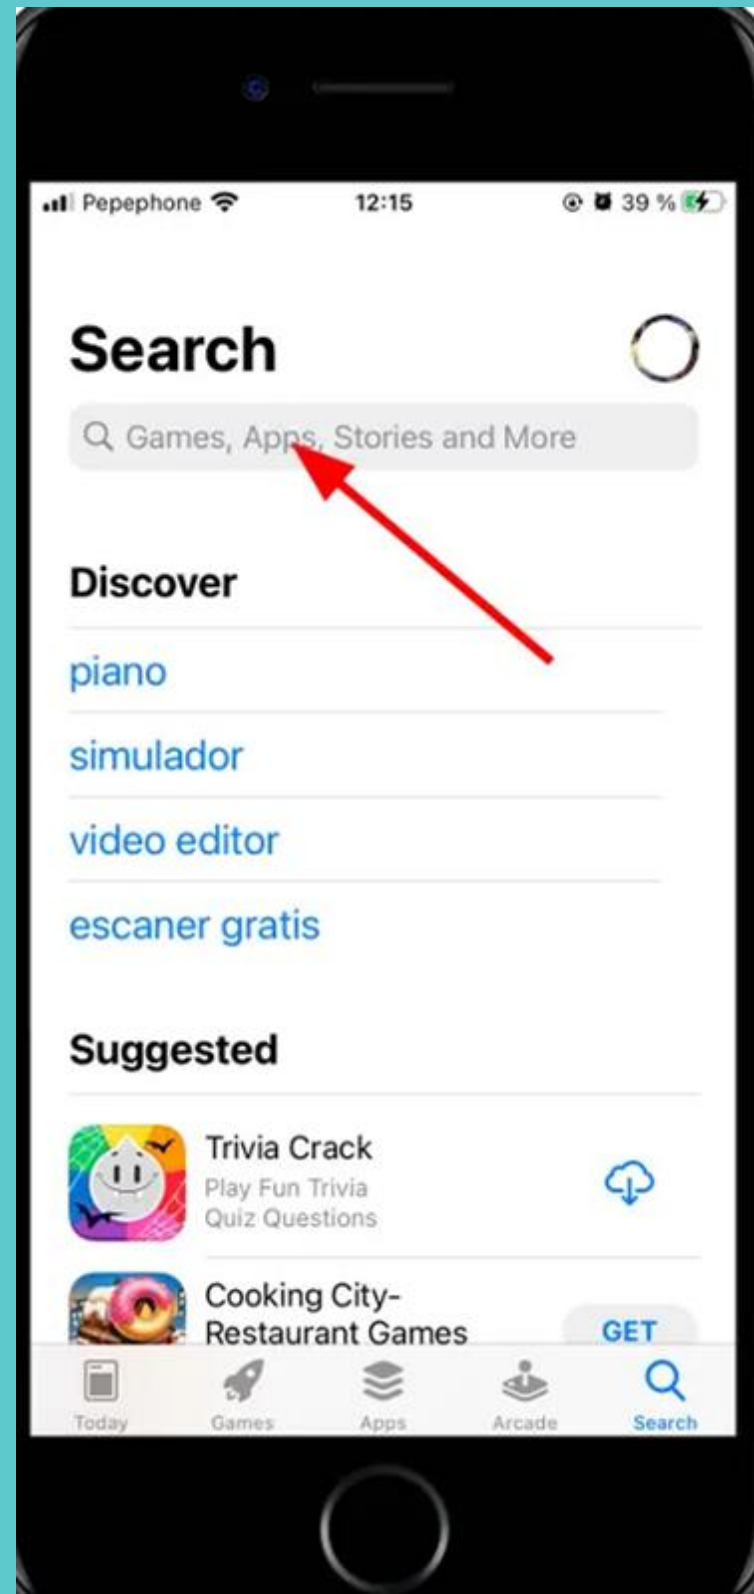 Pepephone 12:15 39 %
Search
Games, Apps, Stories and More
Discover
piano
simulador
video editor
escaner gratis
Suggested
Trivia Crack
Play Fun Trivia
Quiz Questions
Cooking City-
Restaurant Games
GET
Today Games Apps Arcade Search